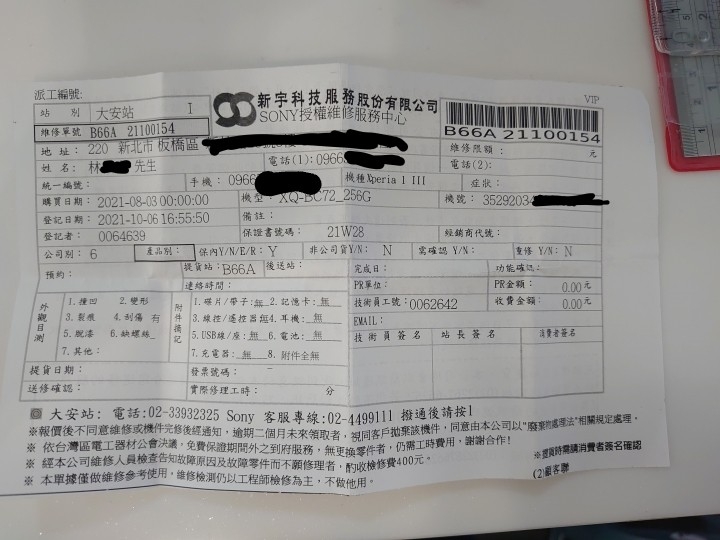 派工編號:
新宇科技服務股份有限公司
VIP
站 別 大安站 I
SONY授權維修服務中心
維修單號 B66A 21100154
B66A 21100154
地 址: 220 新北市 板橋區
維修限額: 元
姓 名: 林 先生
電話(1):0966
電話(2):
統一編號:
手機:0966
機種Xperia 1 III
症狀:
購買日期: 2021-08-03 00:00:00
機型: XQ-BC72_256G
機號: 35292034
登記日期: 2021-10-06 16:55:50
備註:
登記者: 0064639
保證書號碼: 21W28
經銷商代號:
公司別: 6
產品別:
保內Y/N/E/R: Y
非公司貨Y/N: N
需確認 Y/N:
查修 Y/N: N
預約:
提貨站:B66A 後送站:
完成日:
功能確認:
連絡時間:
PR單位:
PR金額: 0.00元
外觀目測
1.撞凹 2.變形
3.裂痕 4.刮傷 有
5.脫漆 6.缺螺絲_
7.其他:
附件摘記
1.碟片/帶子:無 2.記憶卡:無
3.線控/遙控器:無4.耳機:無
5.USB線/座:無 6.電池:無
7.充電器:無 8.附件全無
技術員工號:0062642
收費金額: 0.00元
EMAIL:
技術員簽名
站長簽名
消費者簽名
提貨日期:
發票號碼: -
送修確認:
實際修理工時: 分
大安站: 電話:02-33932325 Sony 客服專線:02-4499111 撥通後請按1
※報價後不同意維修或機件完修後經通知,逾期二個月未來領取者,視同客戶拋棄該機件,同意由本公司以"廢棄物處理法"相關規定處理。
※ 依台灣區電工器材公會決議,免費保證期間外之到府服務,無更換零件者,仍需工時費用,謝謝合作!
※ 經本公司維修人員檢查告知故障原因及故障零件而不願修理者,酌收檢修費400元。
※ 本單據僅做維修參考使用,維修檢測仍以工程師檢修為主,不做他用。
※提貨時需請消費者簽名確認
(2)顧客聯